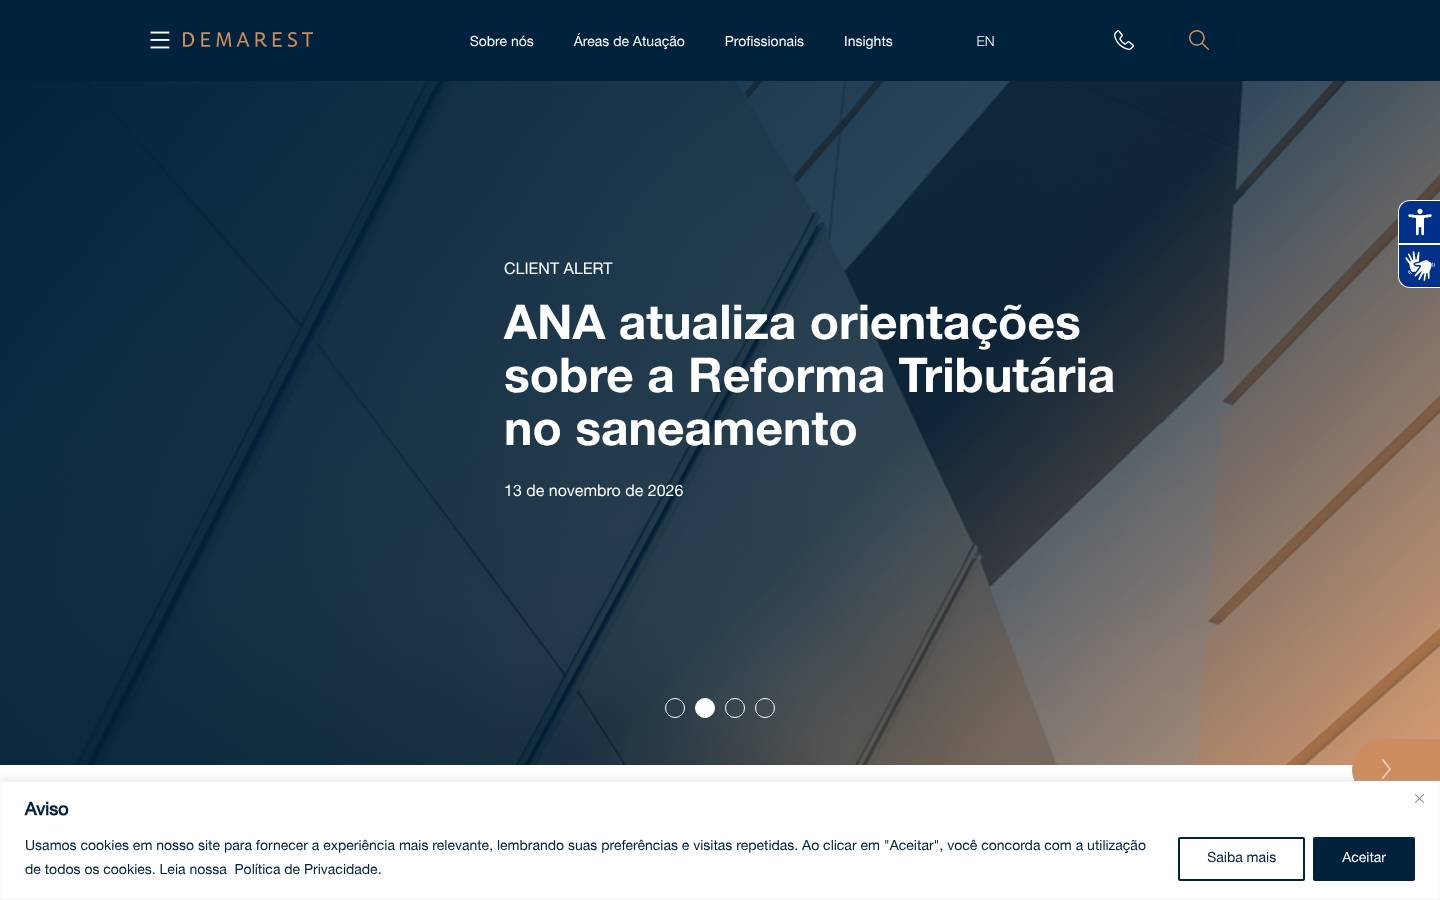 DEMAREST
Sobre nós
Áreas de Atuação
Profissionais
Insights
EN
CLIENT ALERT
ANA atualiza orientações
sobre a Reforma Tributária
no saneamento
13 de novembro de 2026
Aviso
Usamos cookies em nosso site para fornecer a experiência mais relevante, lembrando suas preferências e visitas repetidas. Ao clicar em "Aceitar", você concorda com a utilização
de todos os cookies. Leia nossa Política de Privacidade.
Saiba mais
Aceitar